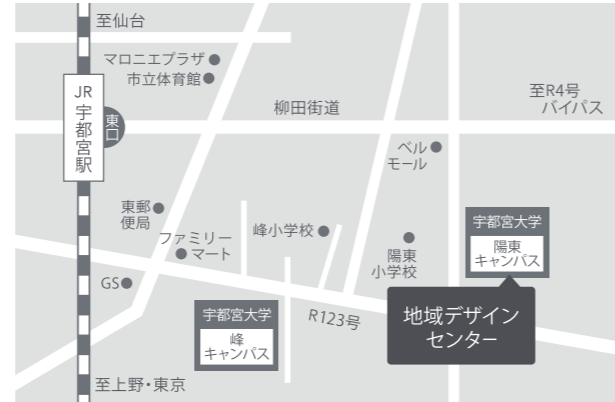 至仙台
マロニエプラザ
市立体育館
JR
宇都宮駅
東口
柳田街道
至R4号
バイパス
ベル
モール
東郵
便局
ファミリー
マート
峰小学校
陽東
小学校
宇都宮大学
陽東
キャンパス
GS
宇都宮大学
峰
キャンパス
R123号
地域デザイン
センター
至上野・東京